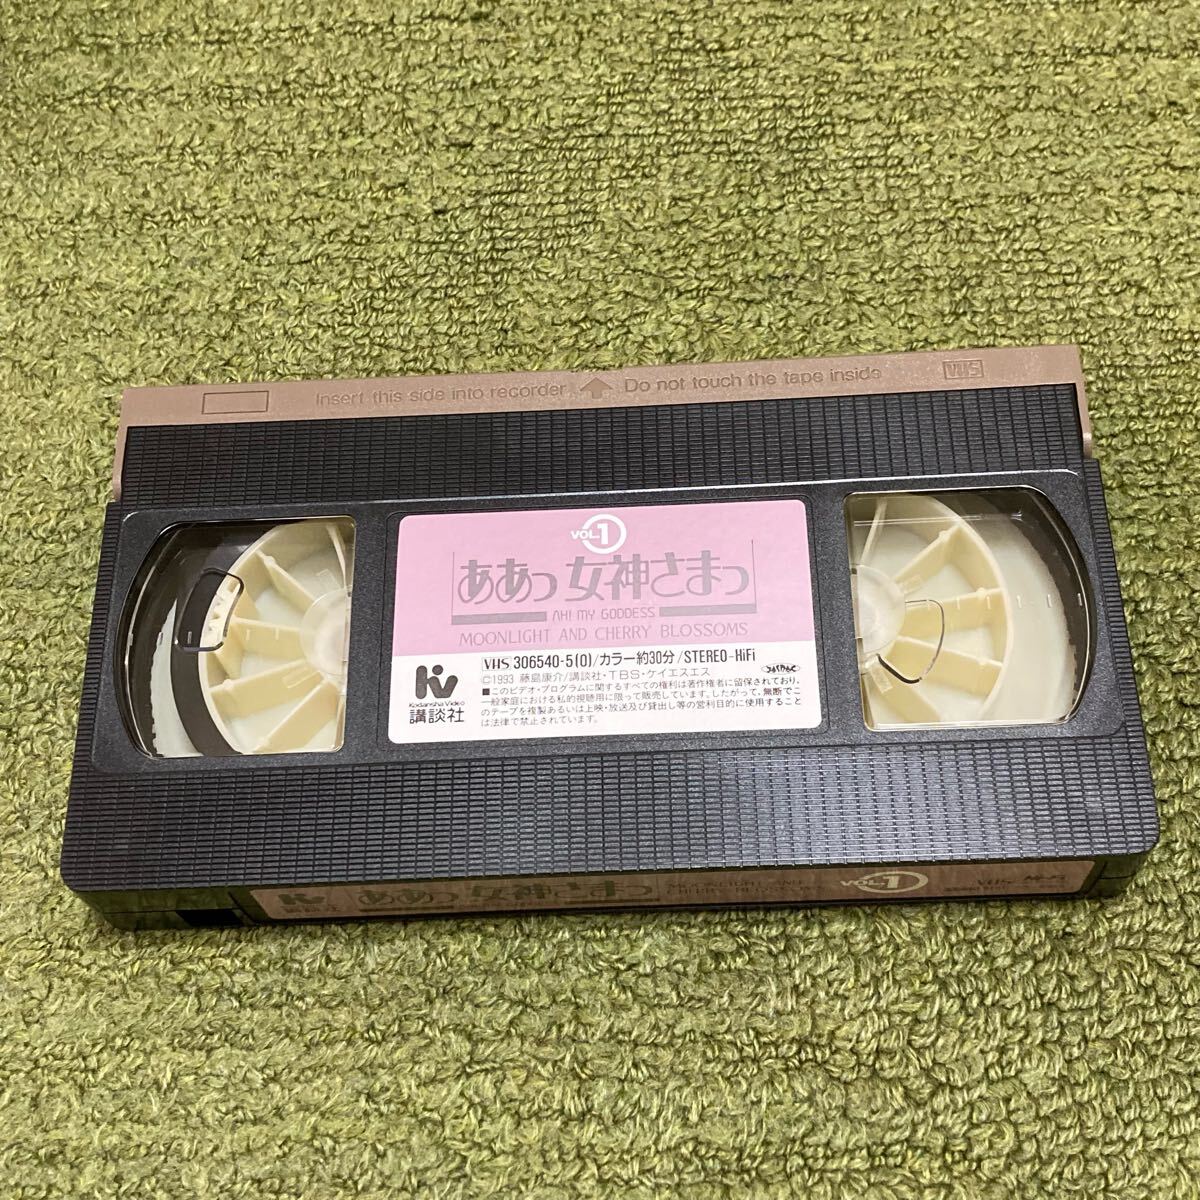 Insert this side into recorder Do not touch the tape inside VHS
VOL.1
ああっ女神さまっ
AH! MY GODDESS
MOONLIGHT AND CHERRY BLOSSOMS
VHS 306540-5(0)/カラー約30分/STEREO-HiFi
©1993 藤島康介/講談社・TBS・ケイエスエス
■このビデオ・プログラムに関するすべての権利は著作権者に留保されており、
一般家庭における私的視聴用に限って販売しています。したがって、無断でこ
のテープを複製あるいは上映・放送及び貸出し等の営利目的に使用すること
は法律で禁止されています。
Kv
Kodansha Video
講談社
ああっ女神さまっ
MOONLIGHT AND
CHERRY BLOSSOMS
VOL.1
VHS